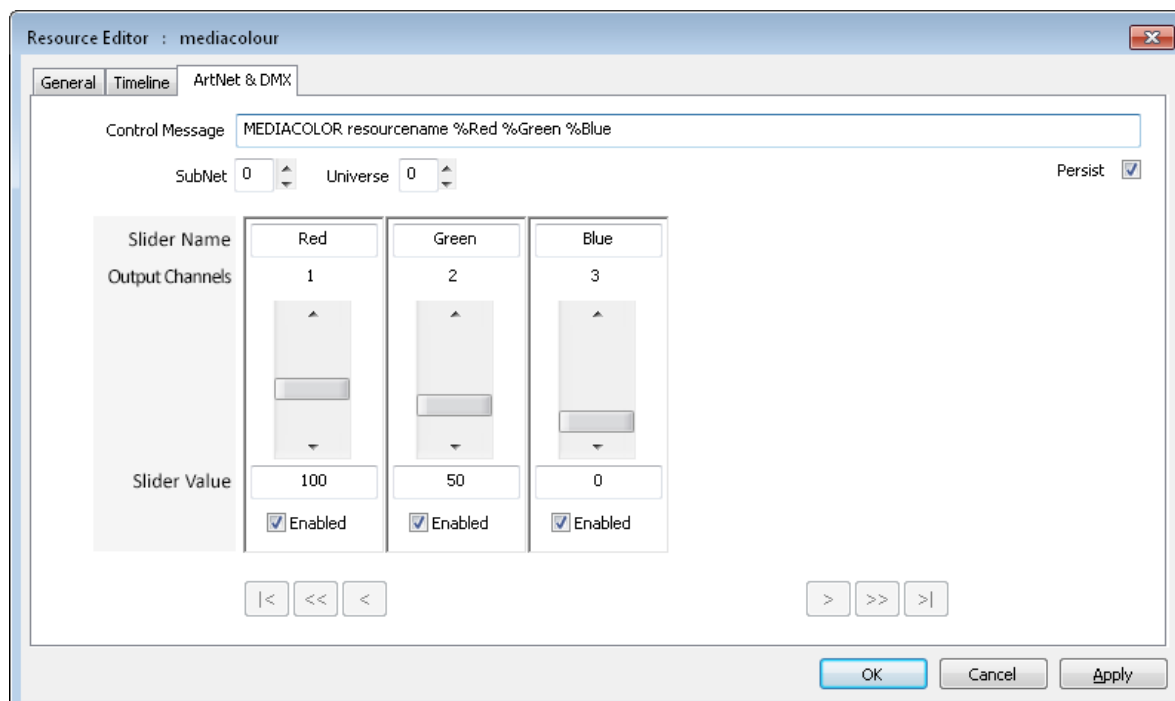 Resource Editor : mediacolour
General Timeline ArtNet & DMX
Control Message MEDIACOLOR resourcename %Red %Green %Blue
SubNet 0 Universe 0 Persist
Slider Name Red Green Blue
Output Channels 1 2 3
Slider Value 100 50 0
Enabled Enabled Enabled
|< << < > >> >|
OK Cancel Apply